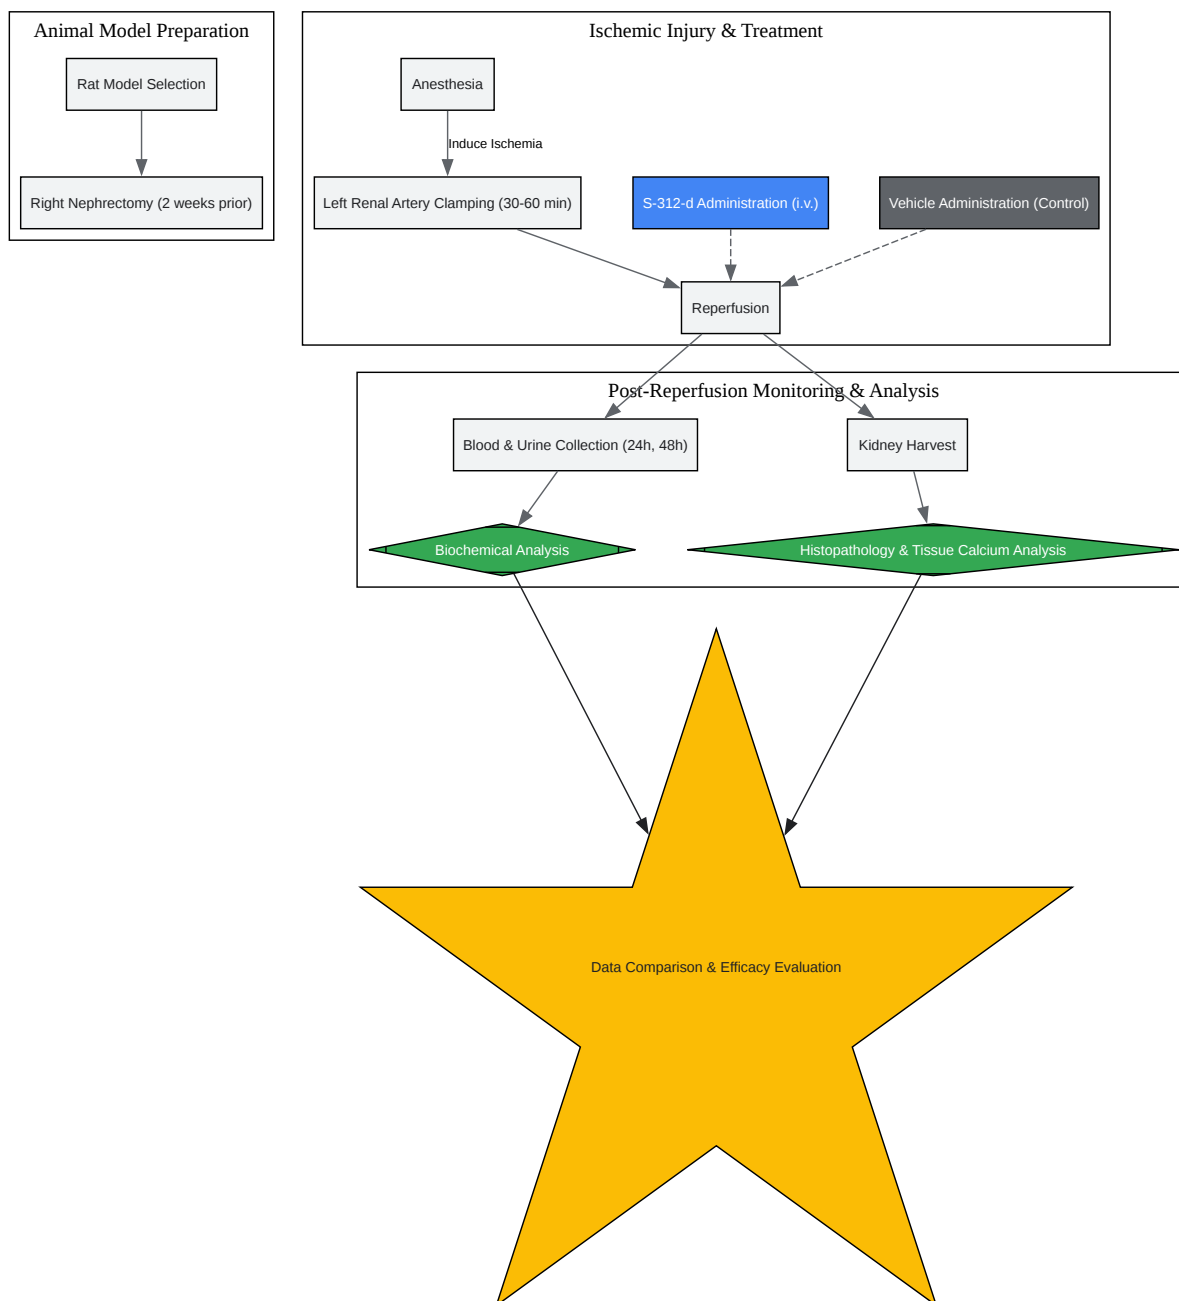 Animal Model Preparation
Rat Model Selection
Right Nephrectomy (2 weeks prior)
Ischemic Injury & Treatment
Anesthesia
Induce Ischemia
Left Renal Artery Clamping (30-60 min)
S-312-d Administration (i.v.)
Vehicle Administration (Control)
Reperfusion
Post-Reperfusion Monitoring & Analysis
Blood & Urine Collection (24h, 48h)
Kidney Harvest
Biochemical Analysis
Histopathology & Tissue Calcium Analysis
Data Comparison & Efficacy Evaluation